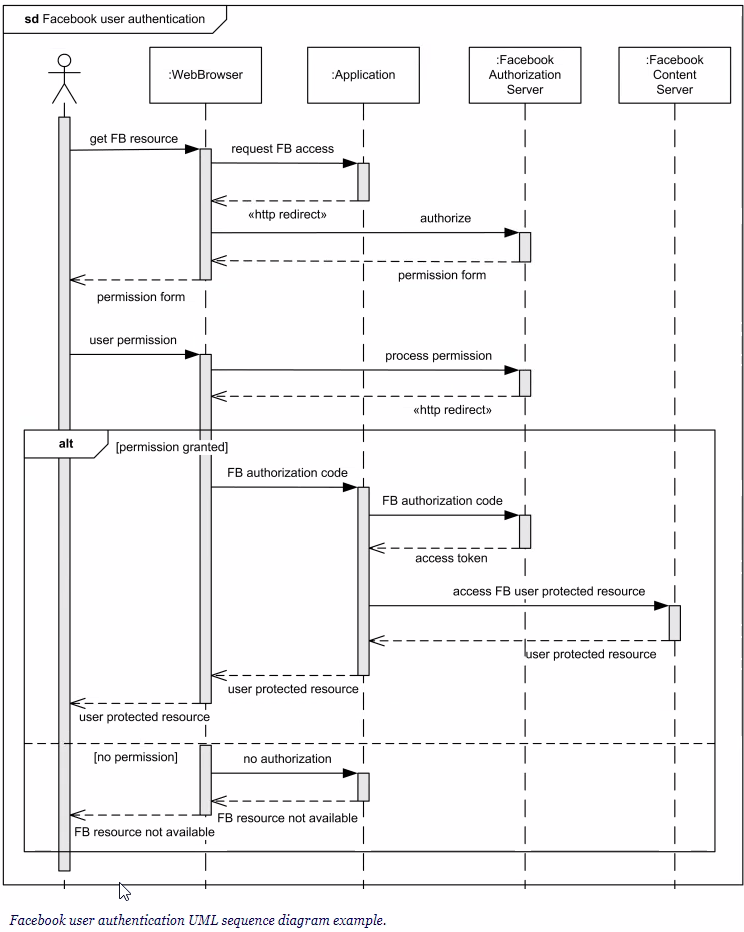 sd Facebook user authentication
:WebBrowser
:Application
:Facebook
Authorization
Server
:Facebook
Content
Server
get FB resource
request FB access
«http redirect»
authorize
permission form
permission form
user permission
process permission
«http redirect»
alt
[permission granted]
FB authorization code
FB authorization code
access token
access FB user protected resource
user protected resource
user protected resource
user protected resource
[no permission]
no authorization
FB resource not available
FB resource not available
Facebook user authentication UML sequence diagram example.